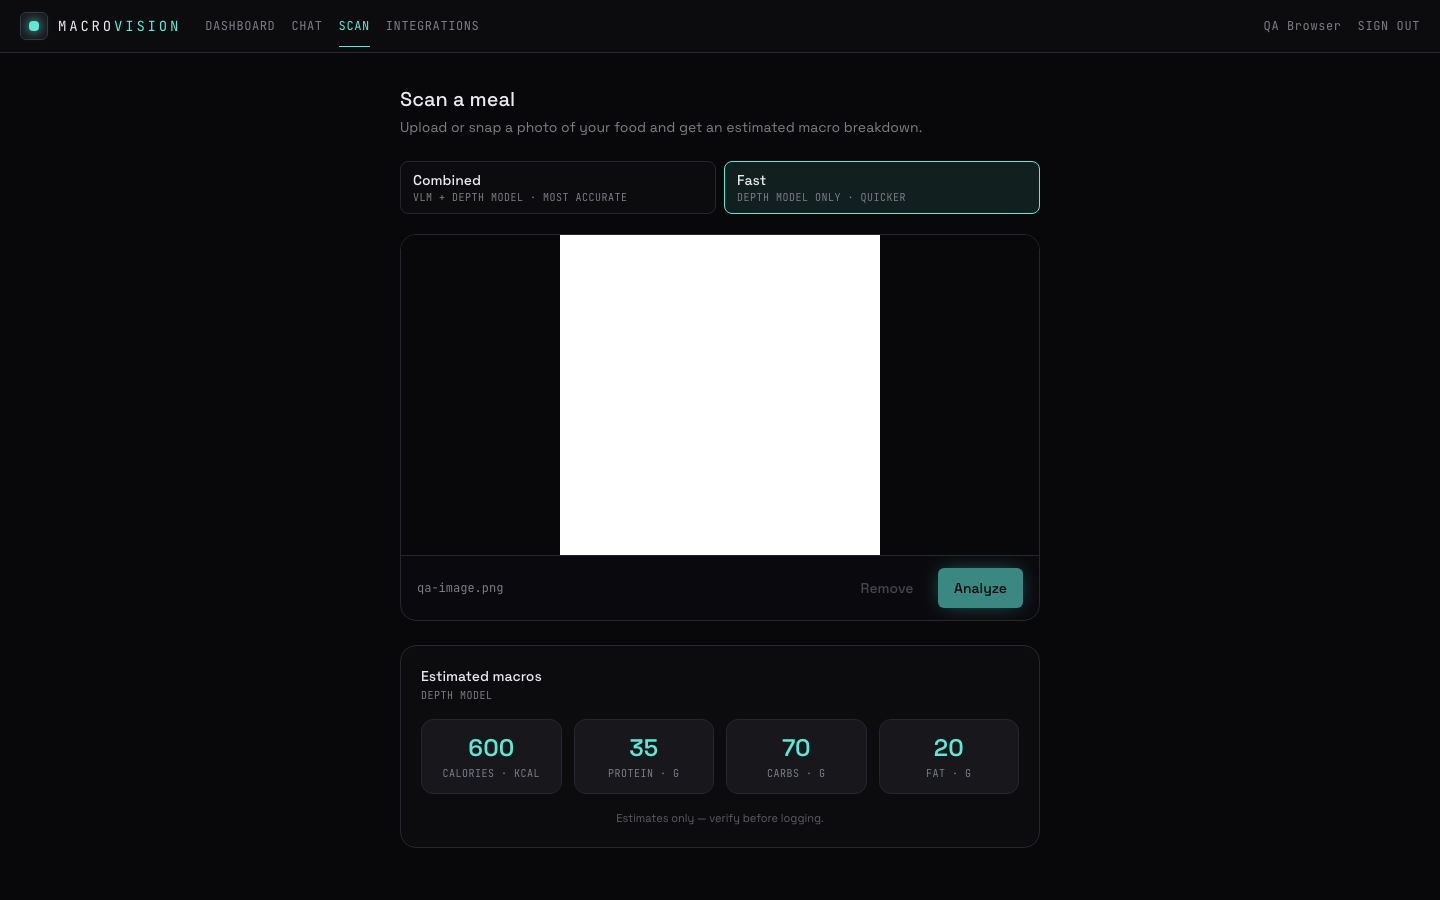 MACROVISION DASHBOARD CHAT SCAN INTEGRATIONS QA Browser SIGN OUT
Scan a meal
Upload or snap a photo of your food and get an estimated macro breakdown.
Combined
VLM + DEPTH MODEL · MOST ACCURATE
Fast
DEPTH MODEL ONLY · QUICKER
qa-image.png Remove Analyze
Estimated macros
DEPTH MODEL
600
CALORIES · KCAL
35
PROTEIN · G
70
CARBS · G
20
FAT · G
Estimates only — verify before logging.